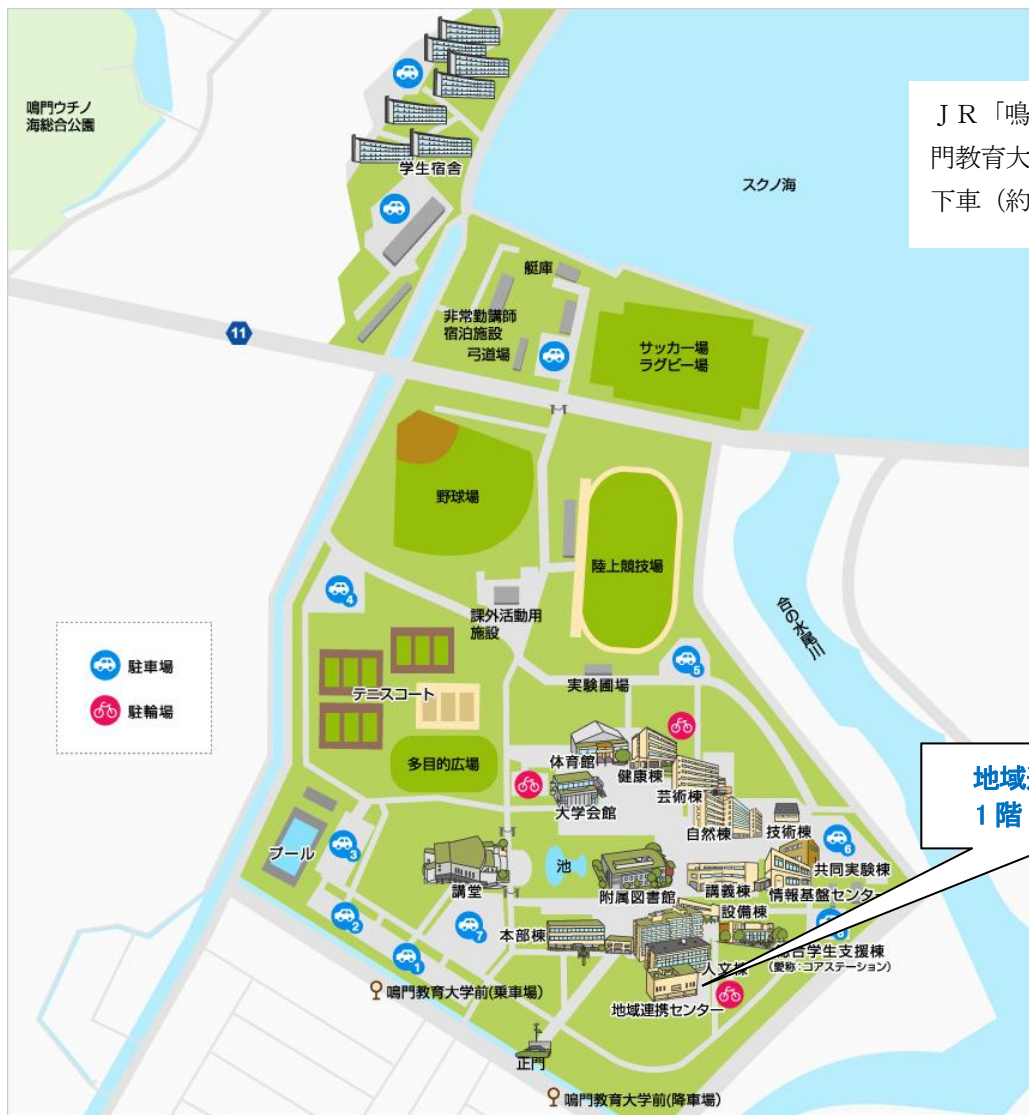 鳴門ウチノ
海総合公園
JR「鳴
門教育大
下車（約
スクノ海
学生宿舎
艇庫
非常勤講師
宿泊施設
弓道場
サッカー場
ラグビー場
11
野球場
陸上競技場
合の水尾川
4
課外活動用
施設
駐車場
駐輪場
テニスコート
実験圃場
5
多目的広場
体育館
健康棟
大学会館
芸術棟
自然棟
技術棟
地域
1階
プール
3
講堂
池
附属図書館
講義棟
6
共同実験棟
情報基盤センター
設備棟
2
7
本部棟
8
総合学生支援棟
(愛称：コアステーション)
1
人文棟
鳴門教育大学前(乗車場)
地域連携センター
正門
鳴門教育大学前(降車場)